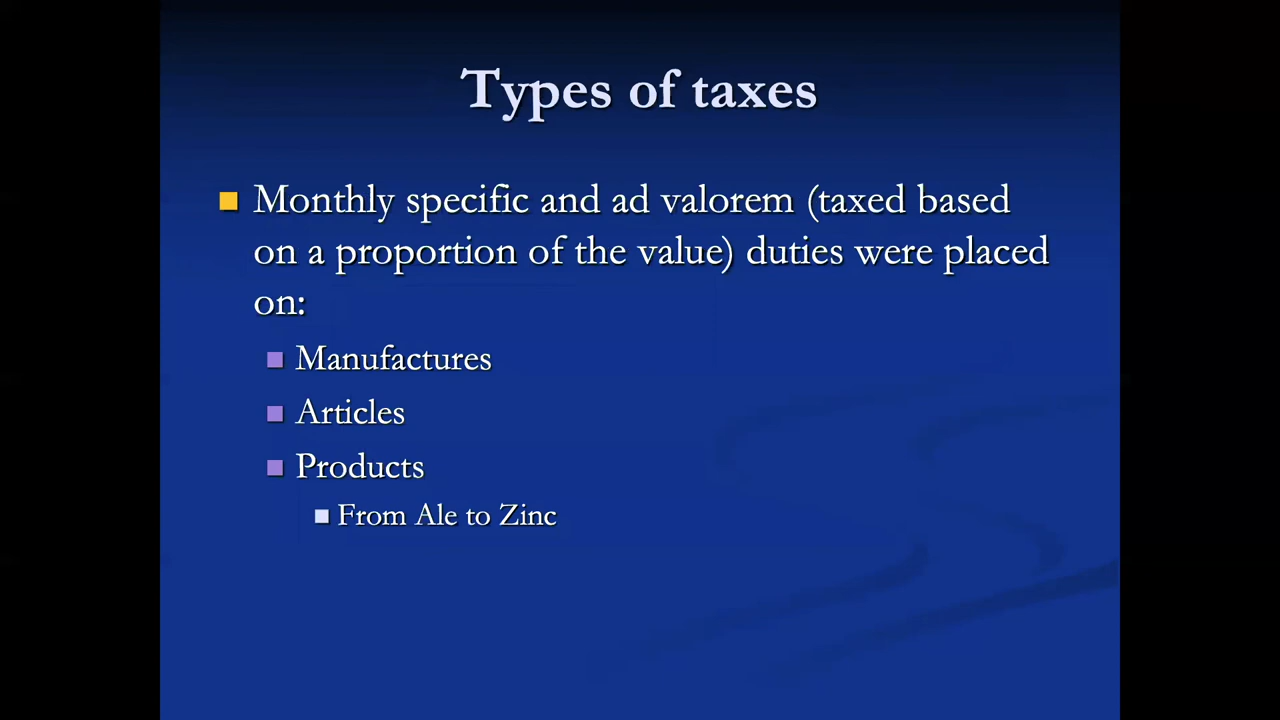 Types of taxes
Monthly specific and ad valorem (taxed based
on a proportion of the value) duties were placed
on:
Manufactures
Articles
Products
From Ale to Zinc